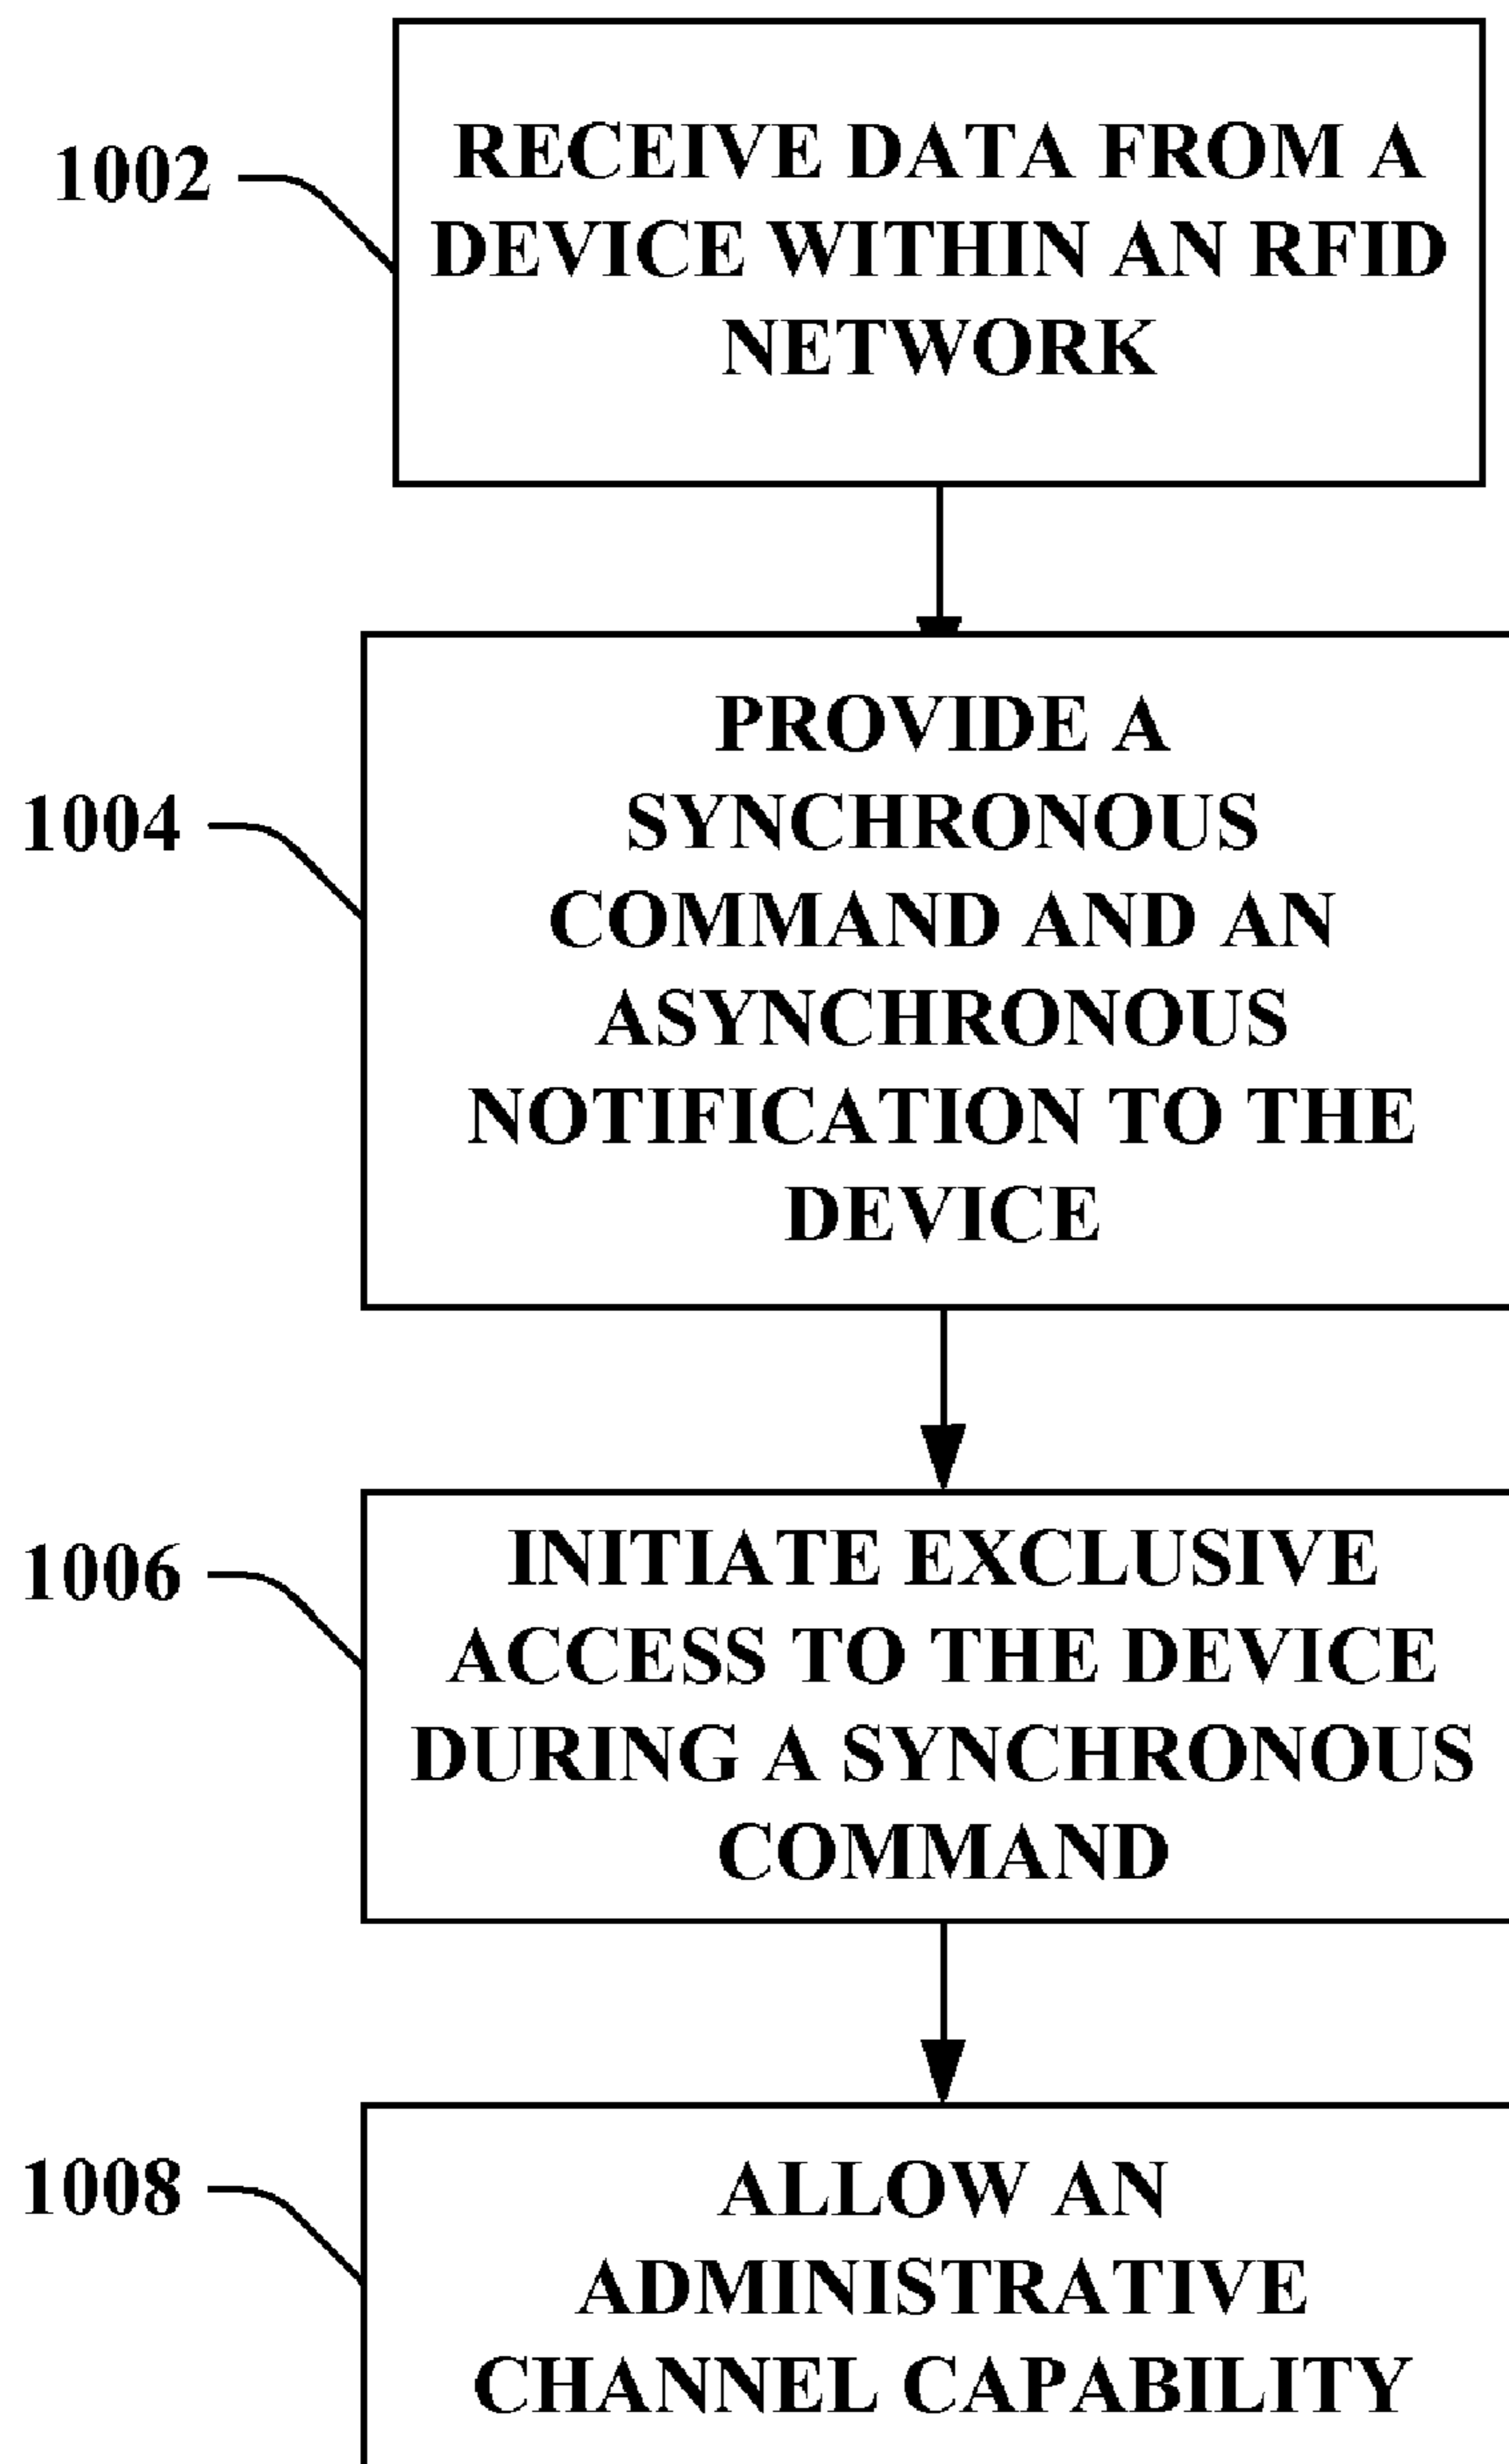 1002
RECEIVE DATA FROM A
DEVICE WITHIN AN RFID
NETWORK
1004
PROVIDE A
SYNCHRONOUS
COMMAND AND AN
ASYNCHRONOUS
NOTIFICATION TO THE
DEVICE
1006
INITIATE EXCLUSIVE
ACCESS TO THE DEVICE
DURING A SYNCHRONOUS
COMMAND
1008
ALLOW AN
ADMINISTRATIVE
CHANNEL CAPABILITY